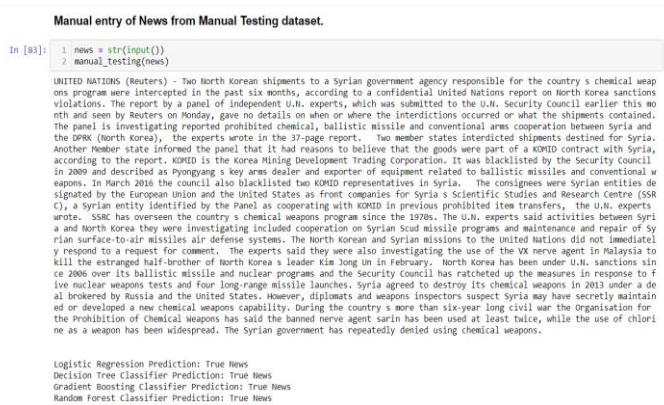 Manual entry of News from Manual Testing dataset.
In [83]: 1 news = str(input())
2 manual_testing(news)
UNITED NATIONS (Reuters) - Two North Korean shipments to a Syrian government agency responsible for the country s chemical weap
ons program were intercepted in the past six months, according to a confidential United Nations report on North Korea sanctions
violations. The report by a panel of independent U.N. experts, which was submitted to the U.N. Security Council earlier this mo
nth and seen by Reuters on Monday, gave no details on when or where the interdictions occurred or what the shipments contained.
The panel is investigating reported prohibited chemical, ballistic missile and conventional arms cooperation between Syria and
the DPRK (North Korea), the experts wrote in the 37-page report. Two member states interdicted shipments destined for Syria.
Another Member state informed the panel that it had reasons to believe that the goods were part of a KOMID contract with Syria,
according to the report. KOMID is the Korea Mining Development Trading Corporation. It was blacklisted by the Security Council
in 2009 and described as Pyongyang s key arms dealer and exporter of equipment related to ballistic missiles and conventional w
eapons. In March 2016 the council also blacklisted two KOMID representatives in Syria. The consignees were Syrian entities de
signated by the European Union and the United States as front companies for Syria s Scientific Studies and Research Centre (SSR
C), a Syrian entity identified by the Panel as cooperating with KOMID in previous prohibited item transfers, the U.N. experts
wrote. SSRC has overseen the country s chemical weapons program since the 1970s. The U.N. experts said activities between Syri
a and North Korea they were investigating included cooperation on Syrian Scud missile programs and maintenance and repair of Sy
rian surface-to-air missiles air defense systems. The North Korean and Syrian missions to the United Nations did not immediatel
y respond to a request for comment. The experts said they were also investigating the use of the VX nerve agent in Malaysia to
kill the estranged half-brother of North Korea s leader Kim Jong Un in February. North Korea has been under U.N. sanctions sin
ce 2006 over its ballistic missile and nuclear programs and the Security Council has ratcheted up the measures in response to f
ive nuclear weapons tests and four long-range missile launches. Syria agreed to destroy its chemical weapons in 2013 under a de
al brokered by Russia and the United States. However, diplomats and weapons inspectors suspect Syria may have secretly maintain
ed or developed a new chemical weapons capability. During the country s more than six-year long civil war the Organisation for
the Prohibition of Chemical Weapons has said the banned nerve agent sarin has been used at least twice, while the use of chlori
ne as a weapon has been widespread. The Syrian government has repeatedly denied using chemical weapons.
Logistic Regression Prediction: True News
Decision Tree Classifier Prediction: True News
Gradient Boosting Classifier Prediction: True News
Random Forest Classifier Prediction: True News